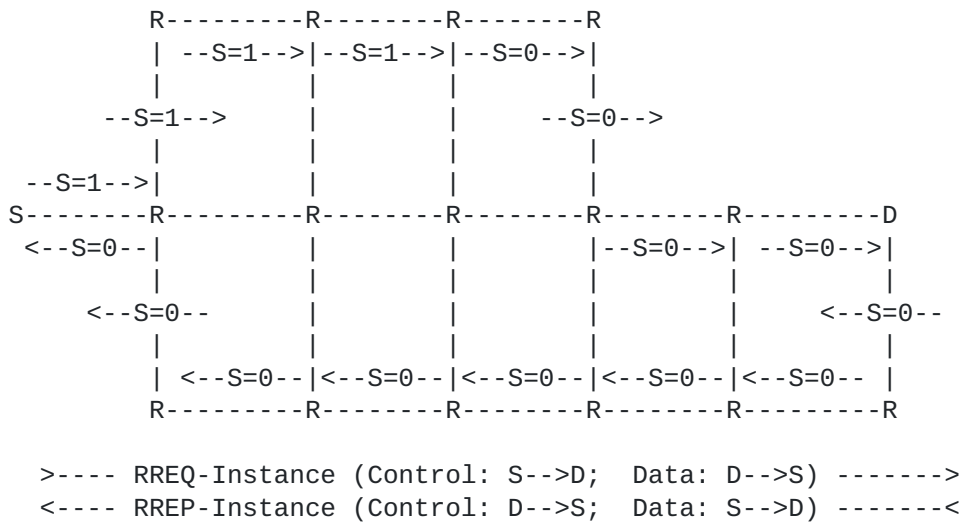 R---------R--------R--------R
         | --S=1-->|--S=1-->|--S=0-->|
         |         |        |        |
      --S=1-->     |        |     --S=0-->
         |         |        |        |
 --S=1-->|         |        |        |
S--------R---------R--------R--------R--------R---------D
 <--S=0--|         |        |        |--S=0-->| --S=0-->|
         |         |        |        |        |         |
     <--S=0--      |        |        |        |     <--S=0--
         |         |        |        |        |         |
         | <--S=0--|<--S=0--|<--S=0--|<--S=0--|<--S=0-- |
         R---------R--------R--------R--------R---------R
  >---- RREQ-Instance (Control: S-->D;  Data: D-->S) ------->
  <---- RREP-Instance (Control: D-->S;  Data: S-->D) -------<